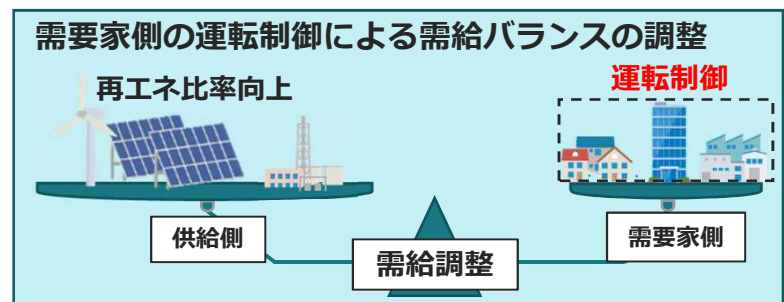 需要家側の運転制御による需給バランスの調整
再エネ比率向上
運転制御
供給側
需要家側
需給調整